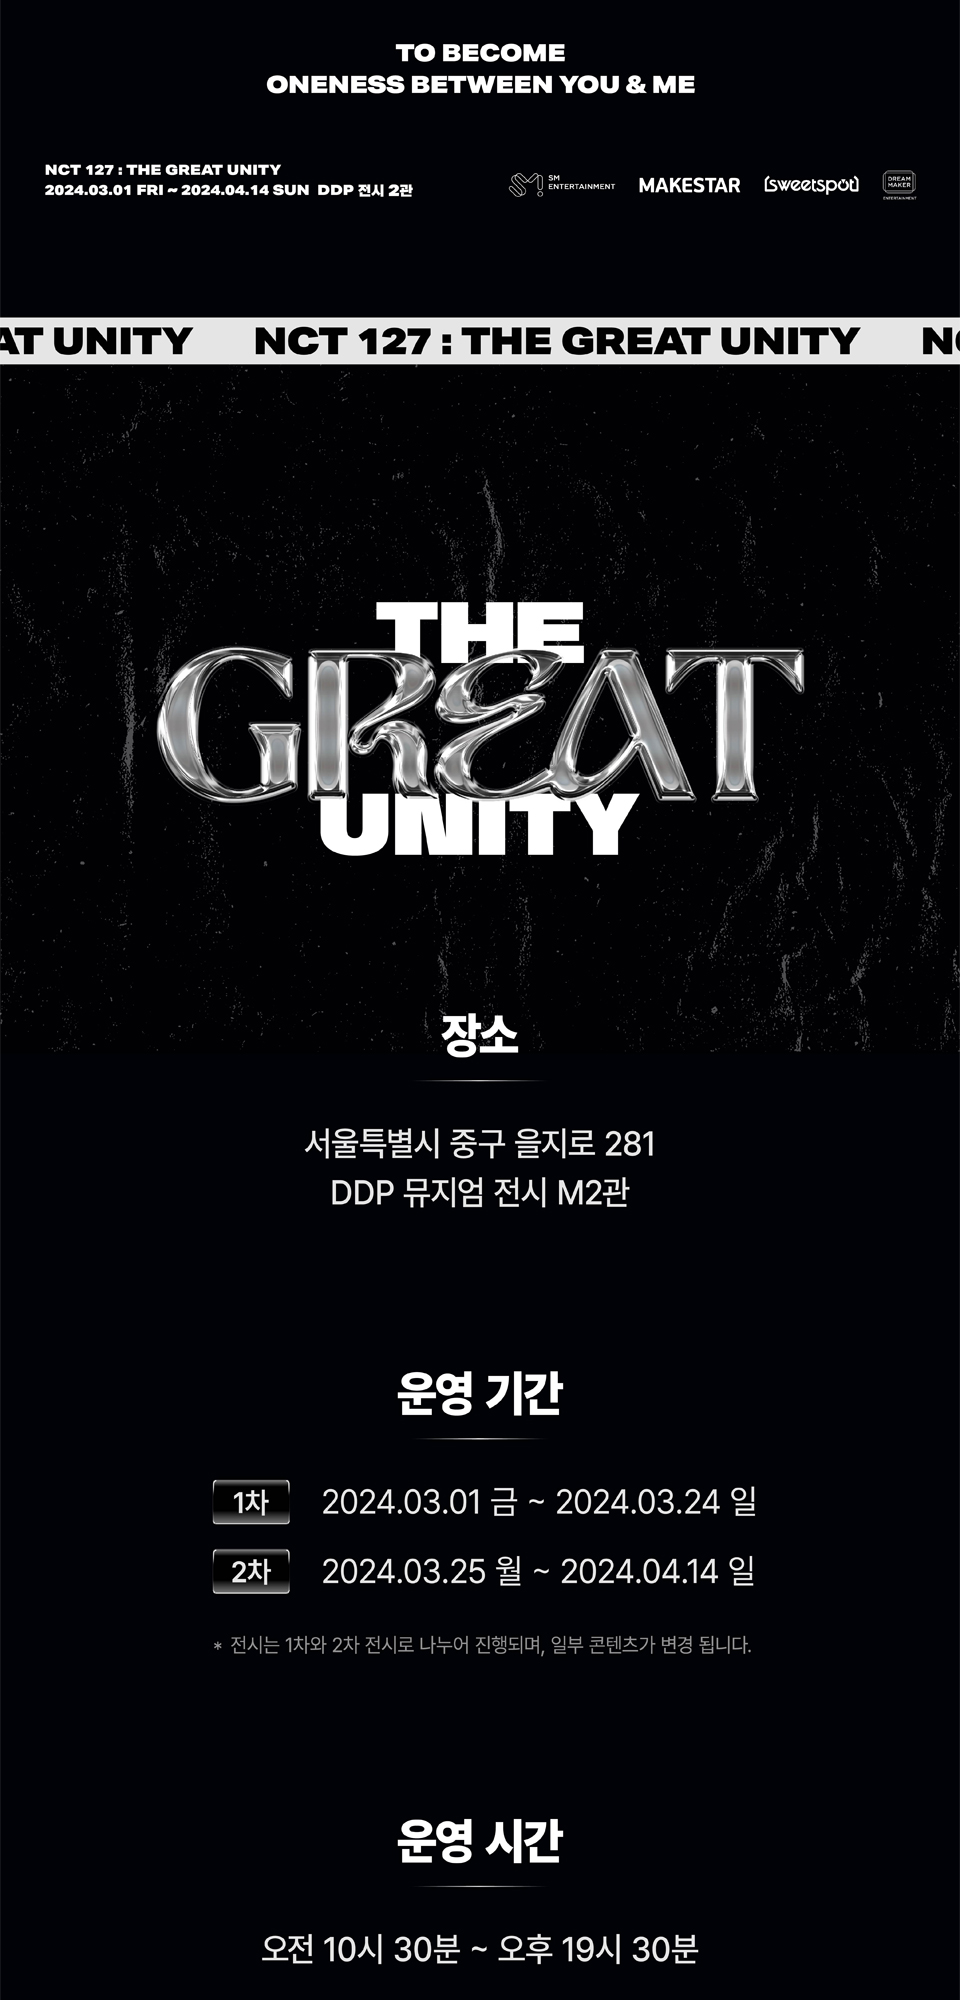 TO BECOME
ONENESS BETWEEN YOU & ME
NCT 127 : THE GREAT UNITY
2024.03.01 FRI ~ 2024.04.14 SUN DDP 전시 2관
SM
ENTERTAINMENT
MAKESTAR
[sweetspot]
DREAM
MAKER
ENTERTAINMENT
AT UNITY NCT 127 : THE GREAT UNITY NC
THE
GREAT
UNITY
장소
서울특별시 중구 을지로 281
DDP 뮤지엄 전시 M2관
운영 기간
1차 2024.03.01 금 ~ 2024.03.24 일
2차 2024.03.25 월 ~ 2024.04.14 일
* 전시는 1차와 2차 전시로 나누어 진행되며, 일부 콘텐츠가 변경 됩니다.
운영 시간
오전 10시 30분 ~ 오후 19시 30분